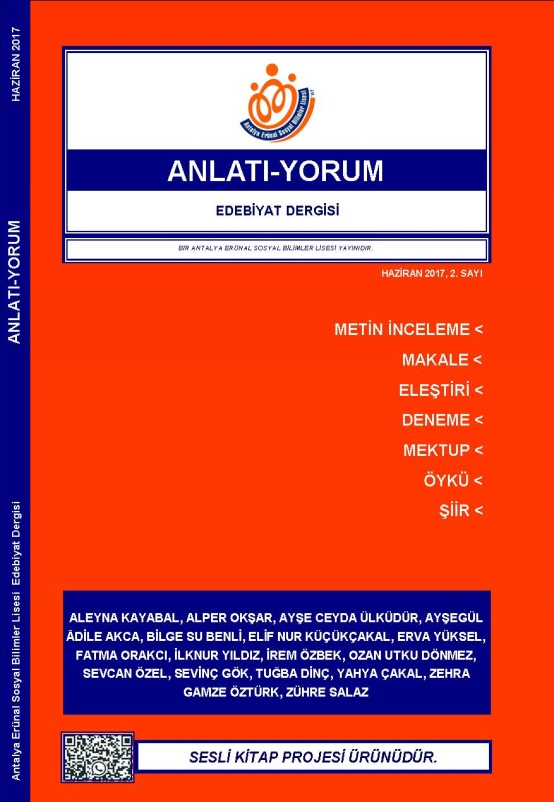 HAZİRAN 2017
ANLATI-YORUM
Antalya Erünal Sosyal Bilimler Lisesi Edebiyat Dergisi
Antalya Erünal Sosyal Bilimler Lisesi
ANLATI-YORUM
EDEBİYAT DERGİSİ
BİR ANTALYA ERÜNAL SOSYAL BİLİMLER LİSESİ YAYINIDIR.
HAZİRAN 2017, 2. SAYI
METİN İNCELEME <
MAKALE <
ELEŞTİRİ <
DENEME <
MEKTUP <
ÖYKÜ <
ŞİİR <
ALEYNA KAYABAL, ALPER OKŞAR, AYŞE CEYDA ÜLKÜDÜR, AYŞEGÜL
ÂDİLE AKCA, BİLGE SU BENLİ, ELİF NUR KÜÇÜKÇAKAL, ERVA YÜKSEL,
FATMA ORAKCI, İLKNUR YILDIZ, İREM ÖZBEK, OZAN UTKU DÖNMEZ,
SEVCAN ÖZEL, SEVİNÇ GÖK, TUĞBA DİNÇ, YAHYA ÇAKAL, ZEHRA
GAMZE ÖZTÜRK, ZÜHRE SALAZ
SESLİ KİTAP PROJESİ ÜRÜNÜDÜR.